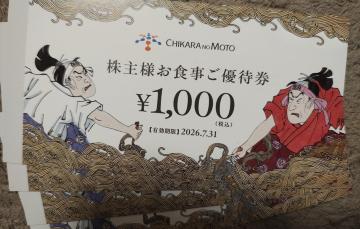 CHIKARA NO MOTO
株主様お食事ご優待券
¥1,000
(税込)
【有効期限】2026.7.31